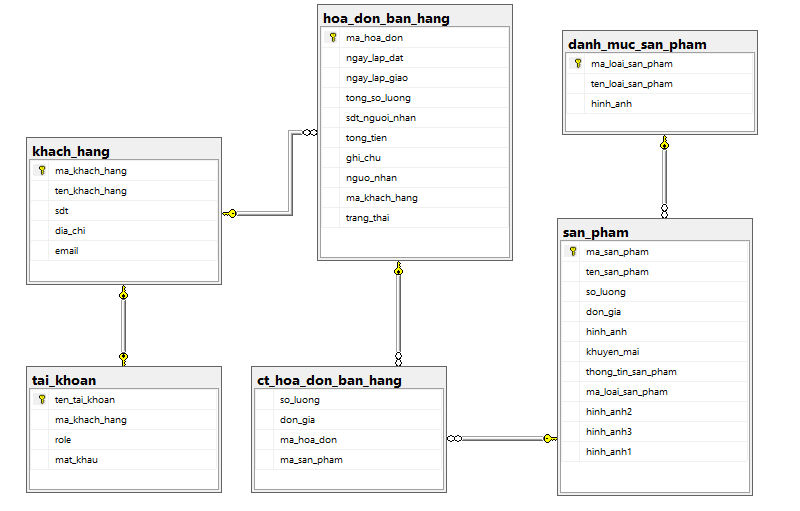 hoa_don_ban_hang
ma_hoa_don
ngay_lap_dat
ngay_lap_giao
tong_so_luong
sdt_nguoi_nhan
tong_tien
ghi_chu
nguo_nhan
ma_khach_hang
trang_thai
danh_muc_san_pham
ma_loai_san_pham
ten_loai_san_pham
hinh_anh
khach_hang
ma_khach_hang
ten_khach_hang
sdt
dia_chi
email
san_pham
ma_san_pham
ten_san_pham
so_luong
don_gia
hinh_anh
khuyen_mai
thong_tin_san_pham
ma_loai_san_pham
hinh_anh2
hinh_anh3
hinh_anh1
tai_khoan
ten_tai_khoan
ma_khach_hang
role
mat_khau
ct_hoa_don_ban_hang
so_luong
don_gia
ma_hoa_don
ma_san_pham